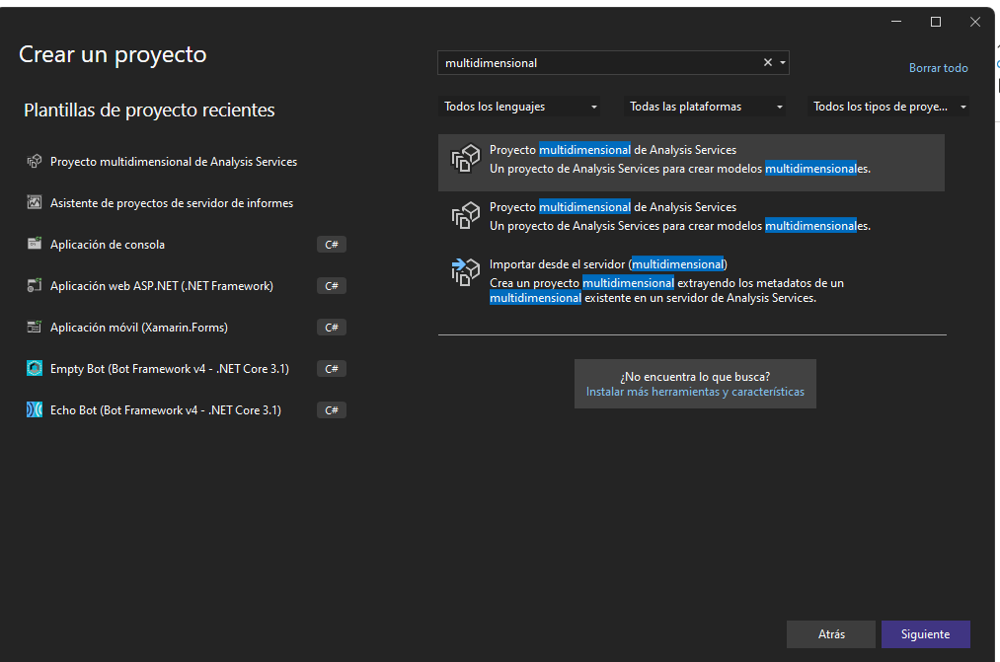 Crear un proyecto
multidimensional
Borrar todo
Plantillas de proyecto recientes
Todos los lenguajes
Todas las plataformas
Todos los tipos de proye...
Proyecto multidimensional de Analysis Services
Asistente de proyectos de servidor de informes
Aplicación de consola
C#
Aplicación web ASP.NET (.NET Framework)
C#
Aplicación móvil (Xamarin.Forms)
C#
Empty Bot (Bot Framework v4 - .NET Core 3.1)
C#
Echo Bot (Bot Framework v4 - .NET Core 3.1)
C#
Proyecto multidimensional de Analysis Services
Un proyecto de Analysis Services para crear modelos multidimensionales.
Proyecto multidimensional de Analysis Services
Un proyecto de Analysis Services para crear modelos multidimensionales.
Importar desde el servidor (multidimensional)
Crea un proyecto multidimensional extrayendo los metadatos de un
multidimensional existente en un servidor de Analysis Services.
¿No encuentra lo que busca?
Instalar más herramientas y características
Atrás
Siguiente